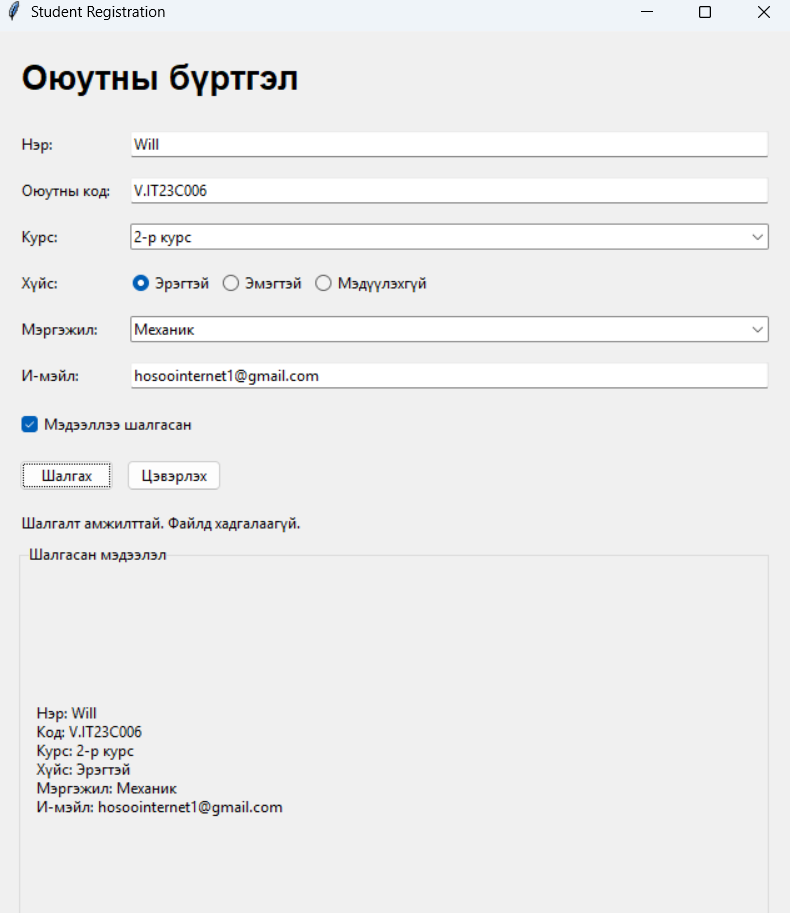 Student Registration
Оюутны бүртгэл
Нэр: Will
Оюутны код: V.IT23C006
Курс: 2-р курс
Хүйс: Эрэгтэй Эмэгтэй Мэдүүлэхгүй
Мэргэжил: Механик
И-мэйл: hosoointernet1@gmail.com
Мэдээллээ шалгасан
Шалгах Цэвэрлэх
Шалгалт амжилттай. Файлд хадгалаагүй.
Шалгасан мэдээлэл
Нэр: Will
Код: V.IT23C006
Курс: 2-р курс
Хүйс: Эрэгтэй
Мэргэжил: Механик
И-мэйл: hosoointernet1@gmail.com